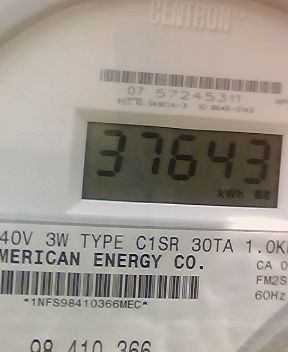 CENTRON®
07 57245311
37643
kWh
40V 3W TYPE C1SR 30TA 1.0K
MERICAN ENERGY CO.
CA 0
FM2S
60Hz
*1NFS98410366MEC*
98 410 366